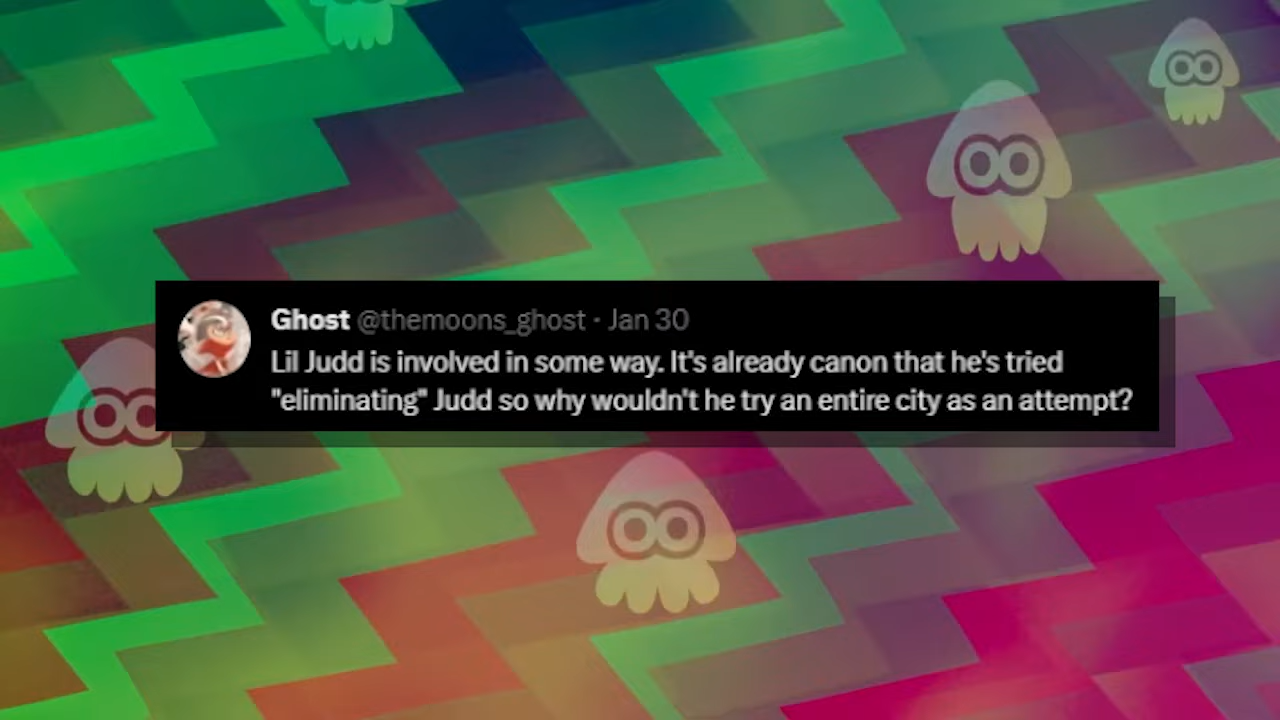 Ghost @themoons_ghost · Jan 30
Lil Judd is involved in some way. It's already canon that he's tried
"eliminating" Judd so why wouldn't he try an entire city as an attempt?